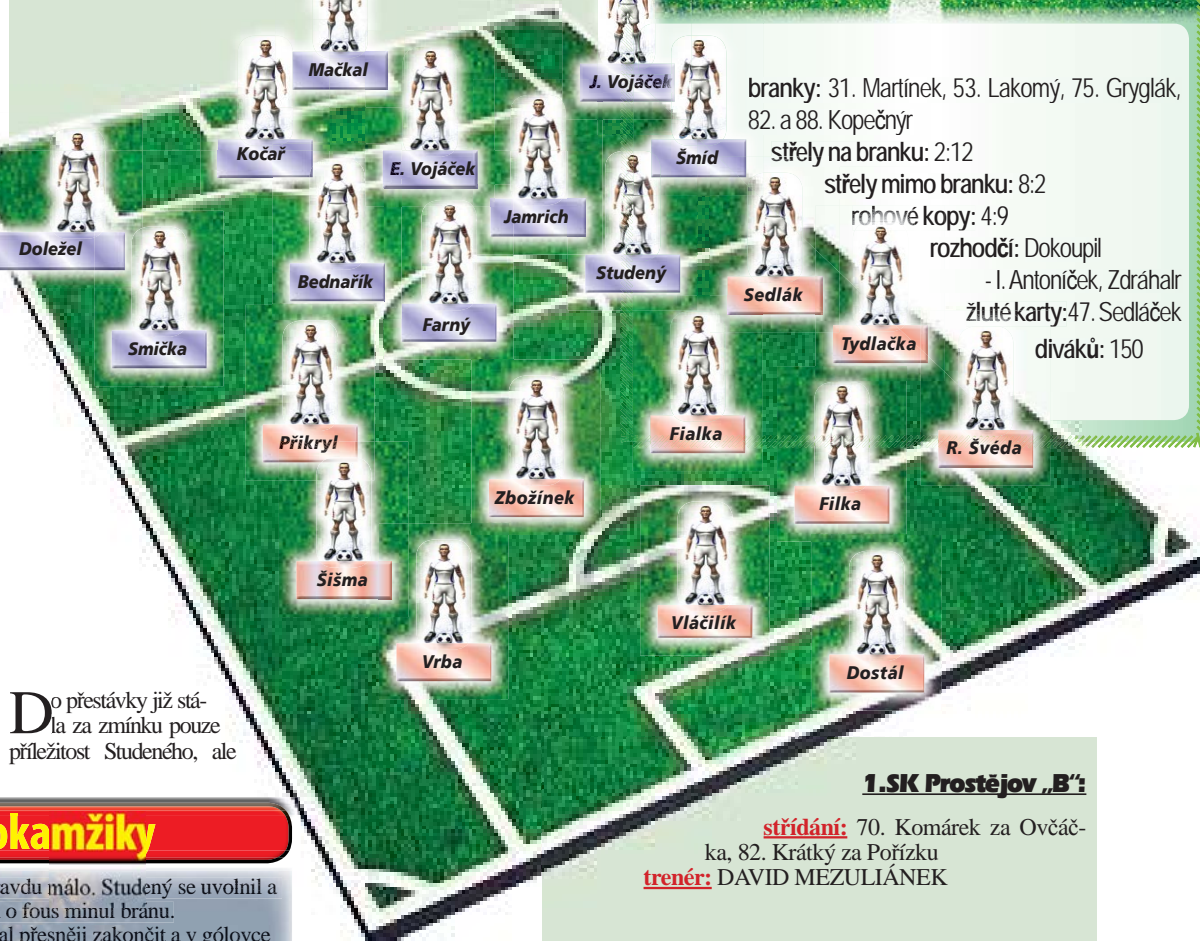 Mačkal
J. Vojáček
Kočař
E. Vojáček
Šmíd
Jamrich
Doležel
Bednařík
Studený
Sedlák
Smička
Farný
Tydlačka
Přikryl
Fialka
R. Švéda
Zbožínek
Filka
Šišma
Vláčilík
Vrba
Dostál
branky: 31. Martínek, 53. Lakomý, 75. Gryglák,
82. a 88. Kopečnýr
střely na branku: 2:12
střely mimo branku: 8:2
rohové kopy: 4:9
rozhodčí: Dokoupil
- I. Antoníček, Zdráhalr
žluté karty: 47. Sedláček
diváků: 150
Do přestávky již stá-
la za zmínku pouze
příležitost Studeného, ale
okamžiky
avdu málo. Studený se uvolnil a
o fous minul bránu.
al přesněji zakončit a v gólovce
1.SK Prostějov „B“:
střídání: 70. Komárek za Ovčáč-
ka, 82. Krátký za Pořízku
trenér: DAVID MEZULIÁNEK